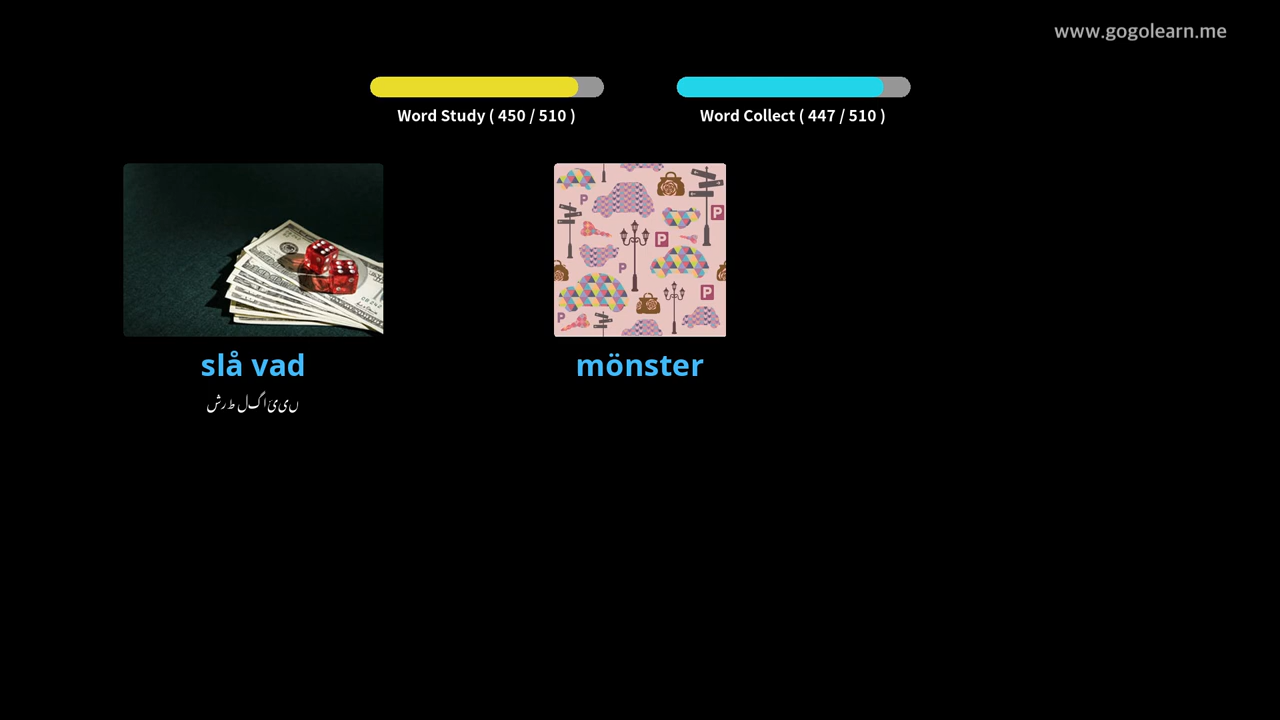 www.gogolearn.me
Word Study ( 450 / 510 )
Word Collect ( 447 / 510 )
slå vad
mönster
شرط لگائیں